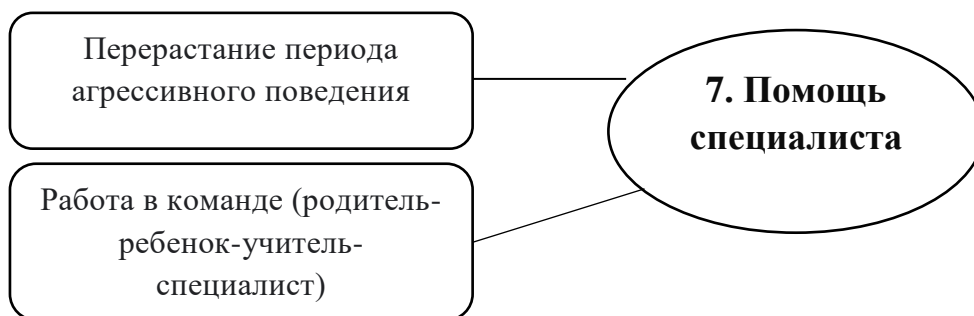 Перерастание периода
агрессивного поведения
7. Помощь
специалиста
Работа в команде (родитель-
ребенок-учитель-
специалист)